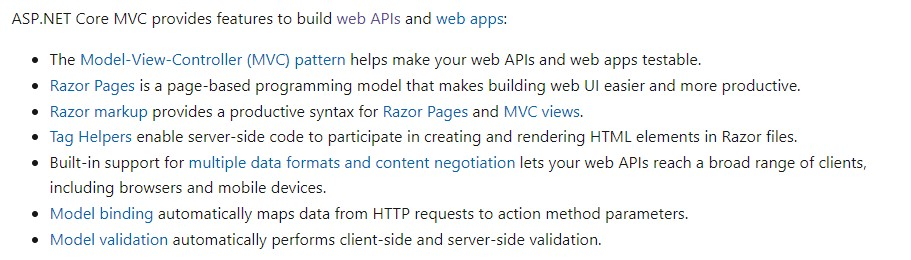 ASP.NET Core MVC provides features to build web APIs and web apps:
• The Model-View-Controller (MVC) pattern helps make your web APIs and web apps testable.
• Razor Pages is a page-based programming model that makes building web UI easier and more productive.
• Razor markup provides a productive syntax for Razor Pages and MVC views.
• Tag Helpers enable server-side code to participate in creating and rendering HTML elements in Razor files.
• Built-in support for multiple data formats and content negotiation lets your web APIs reach a broad range of clients,
including browsers and mobile devices.
• Model binding automatically maps data from HTTP requests to action method parameters.
• Model validation automatically performs client-side and server-side validation.